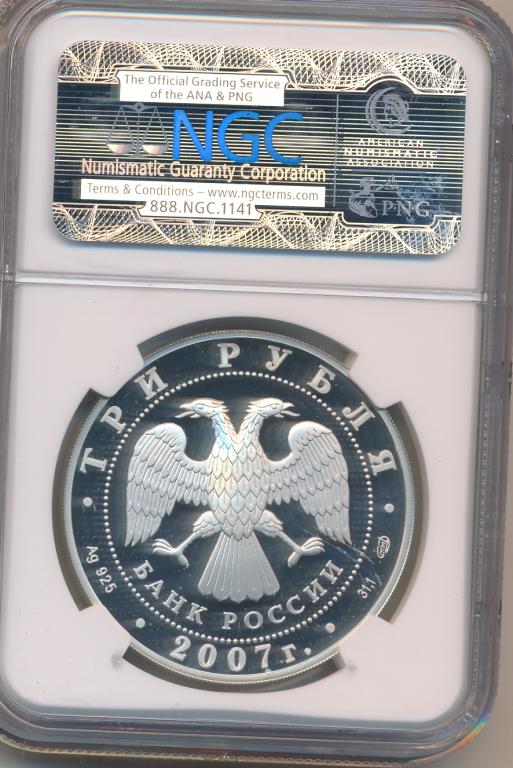 The Official Grading Service
of the ANA & PNG
NGC
Numismatic Guaranty Corporation
Terms & Conditions – www.ngcterms.com
888.NGC.1141
AMERICAN
NUMISMATIC
ASSOCIATION
PNG
ТРИ РУБЛЯ
Ag 925
БАНК РОССИИ
31,1
2007 г.